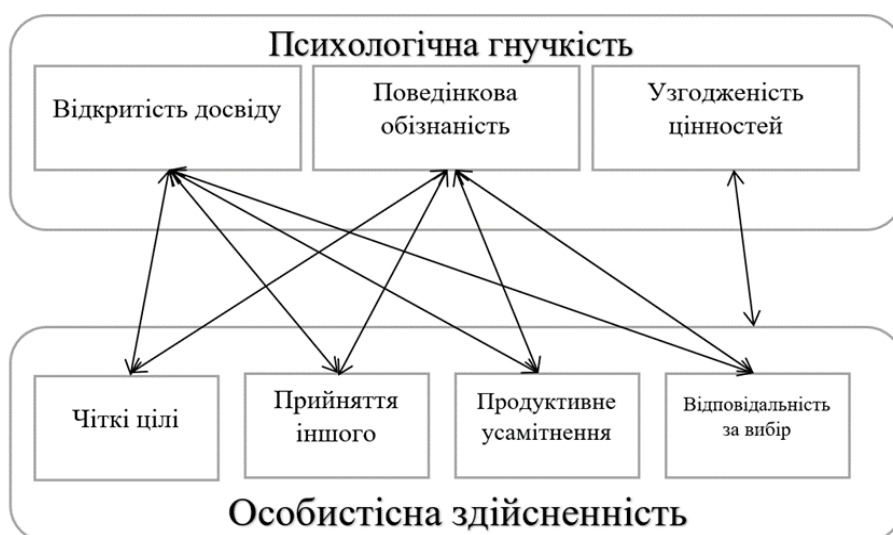 Психологічна гнучкість
Відкритість досвіду
Поведінкова
обізнаність
Узгодженість
цінностей
Чіткі цілі
Прийняття
іншого
Продуктивне
усамітнення
Відповідальність
за вибір
Особистісна здійсненність